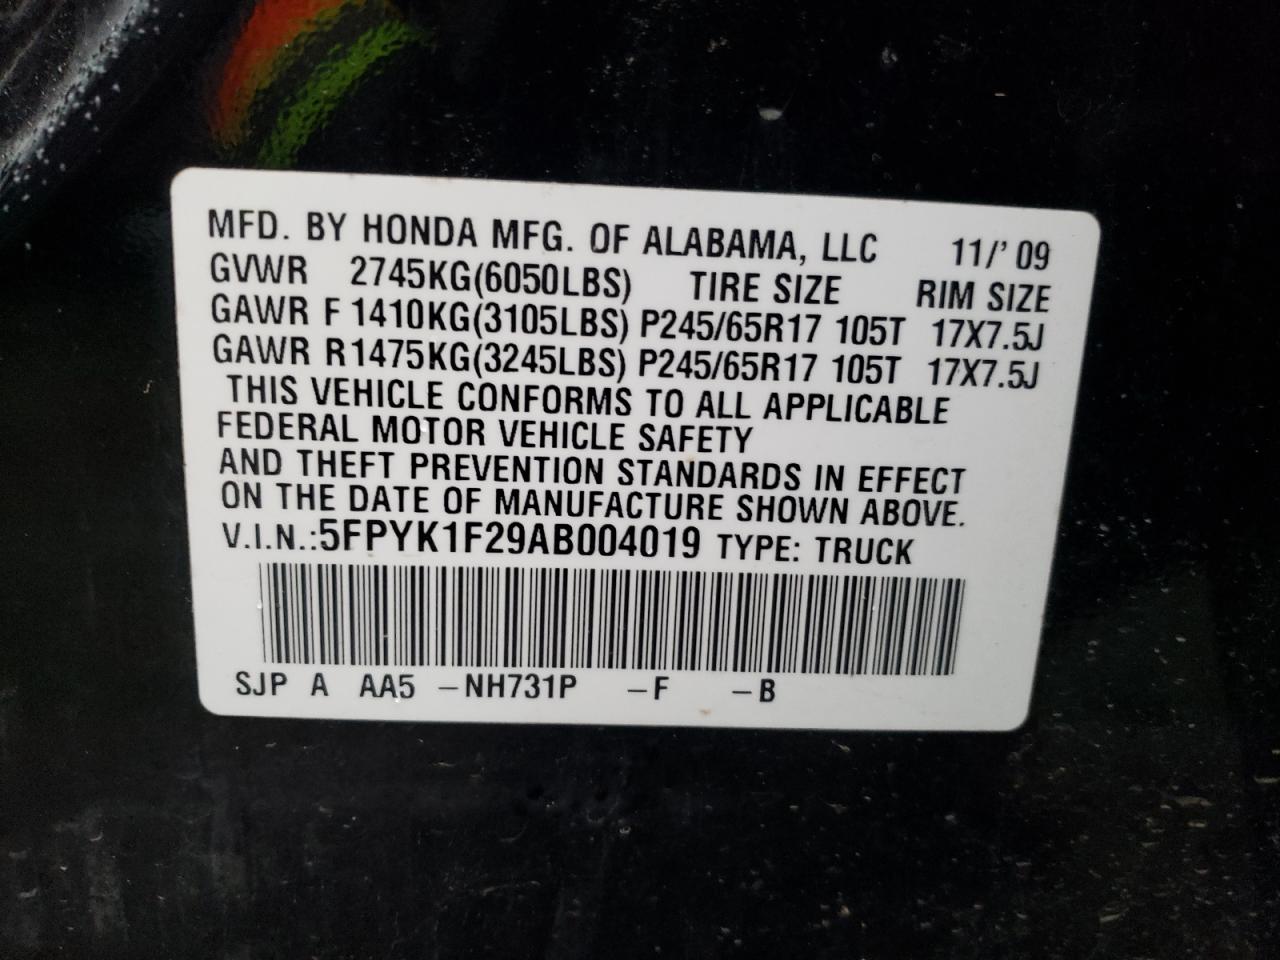 MFD. BY HONDA MFG. OF ALABAMA, LLC 11/'09
GVWR 2745KG(6050LBS) TIRE SIZE RIM SIZE
GAWR F 1410KG(3105LBS) P245/65R17 105T 17X7.5J
GAWR R 1475KG(3245LBS) P245/65R17 105T 17X7.5J
THIS VEHICLE CONFORMS TO ALL APPLICABLE
FEDERAL MOTOR VEHICLE SAFETY
AND THEFT PREVENTION STANDARDS IN EFFECT
ON THE DATE OF MANUFACTURE SHOWN ABOVE.
V.I.N.:5FPYK1F29AB004019 TYPE: TRUCK
SJP A AA5 -NH731P -F -B